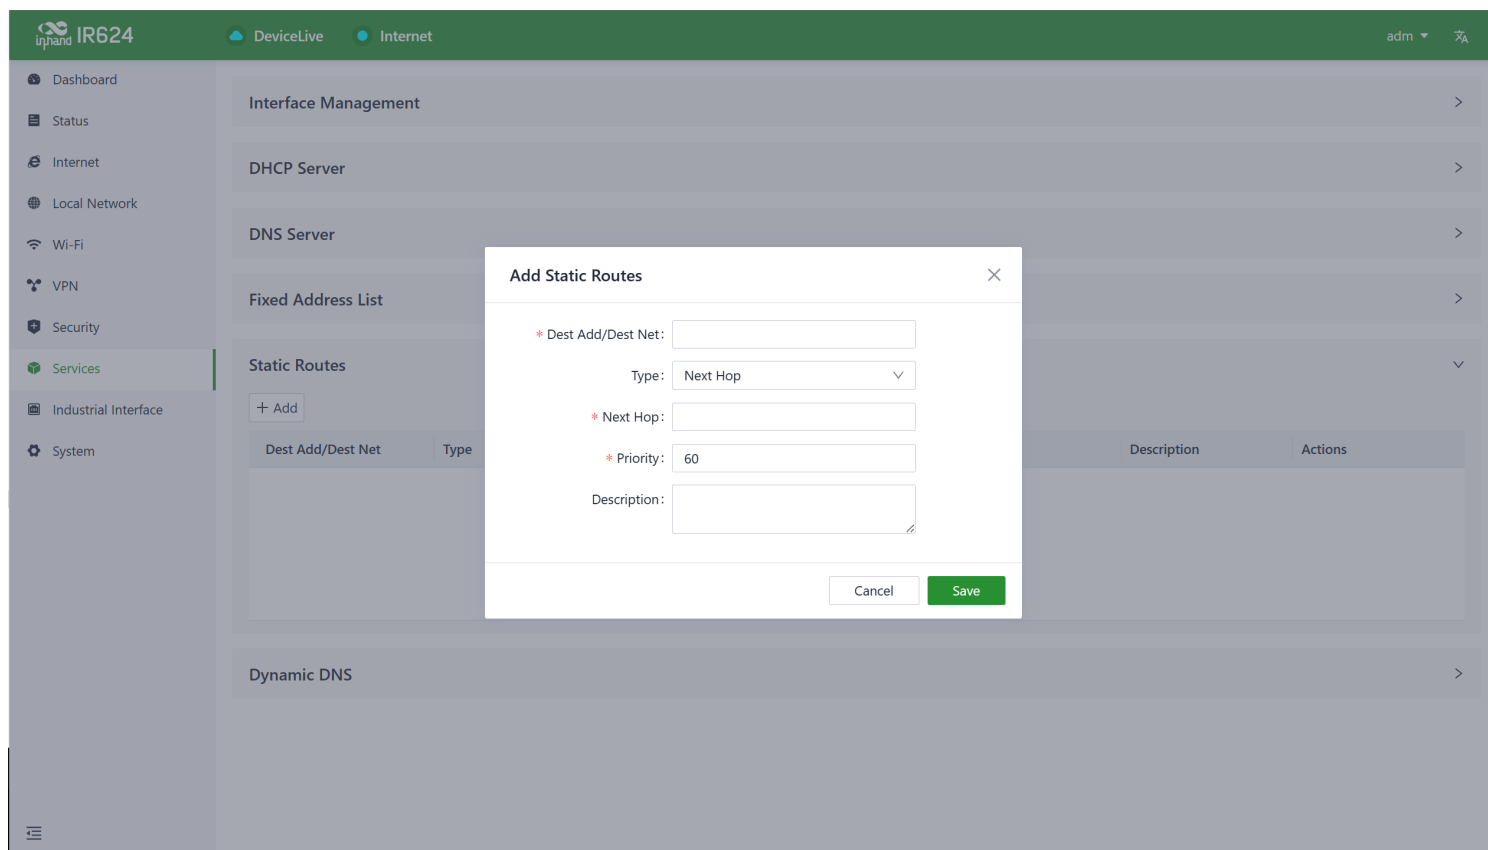 inhand IR624 DeviceLive Internet adm
Dashboard
Status
Internet
Local Network
Wi-Fi
VPN
Security
Services
Industrial Interface
System
Interface Management
DHCP Server
DNS Server
Fixed Address List
Static Routes
+ Add
Dest Add/Dest Net Type Description Actions
Dynamic DNS
Add Static Routes
* Dest Add/Dest Net:
Type: Next Hop
* Next Hop:
* Priority: 60
Description:
Cancel Save